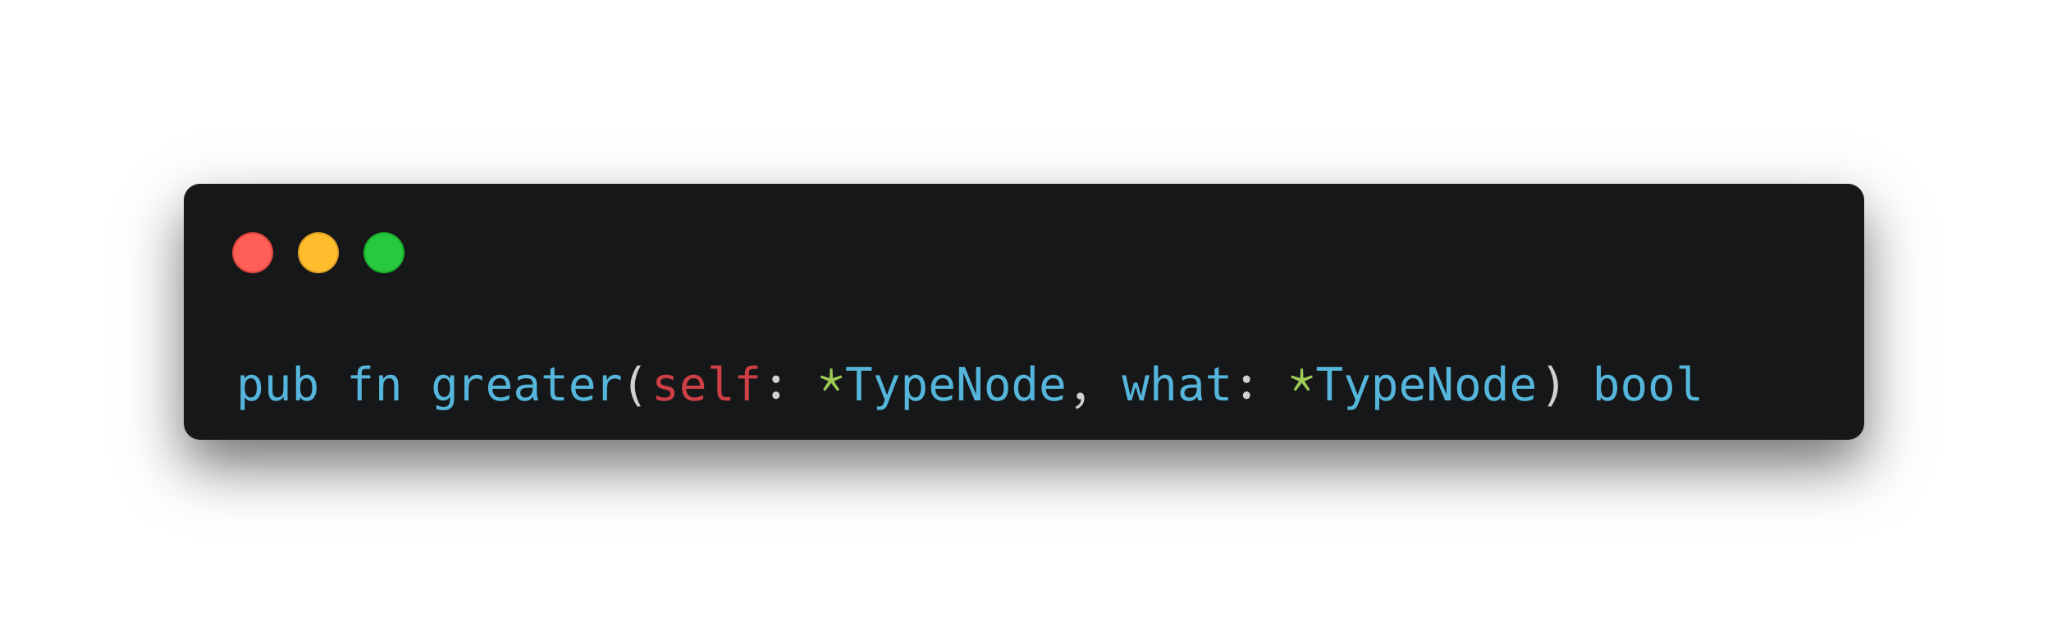 pub fn greater(self: *TypeNode, what: *TypeNode) bool